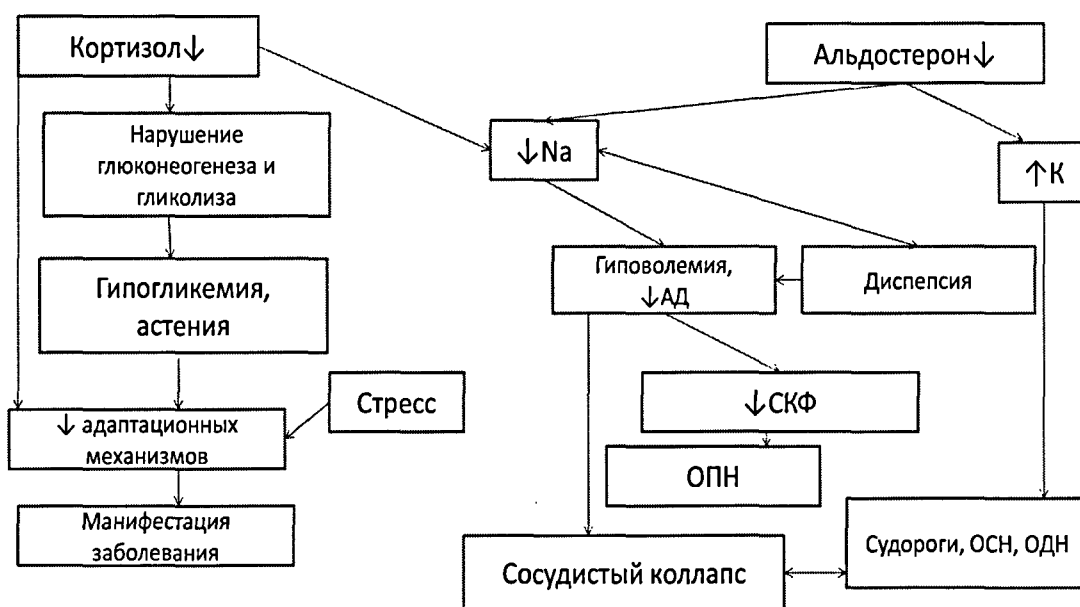 Кортизол↓
Альдостерон↓
Нарушение
глюконеогенеза и
гликолиза
↓Na
↑К
Гиповолемия,
↓АД
Диспепсия
Гипогликемия,
астения
Стресс
↓СКФ
↓ адаптационных
механизмов
ОПН
Манифестация
заболевания
Судороги, ОСН, ОДН
Сосудистый коллапс